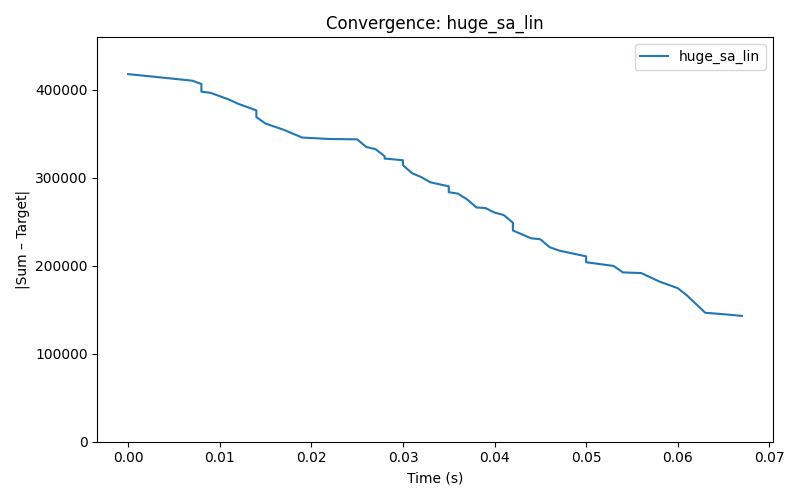 Convergence: huge_sa_lin
huge_sa_lin
|Sum – Target|
400000
300000
200000
100000
0
0.00 0.01 0.02 0.03 0.04 0.05 0.06 0.07
Time (s)